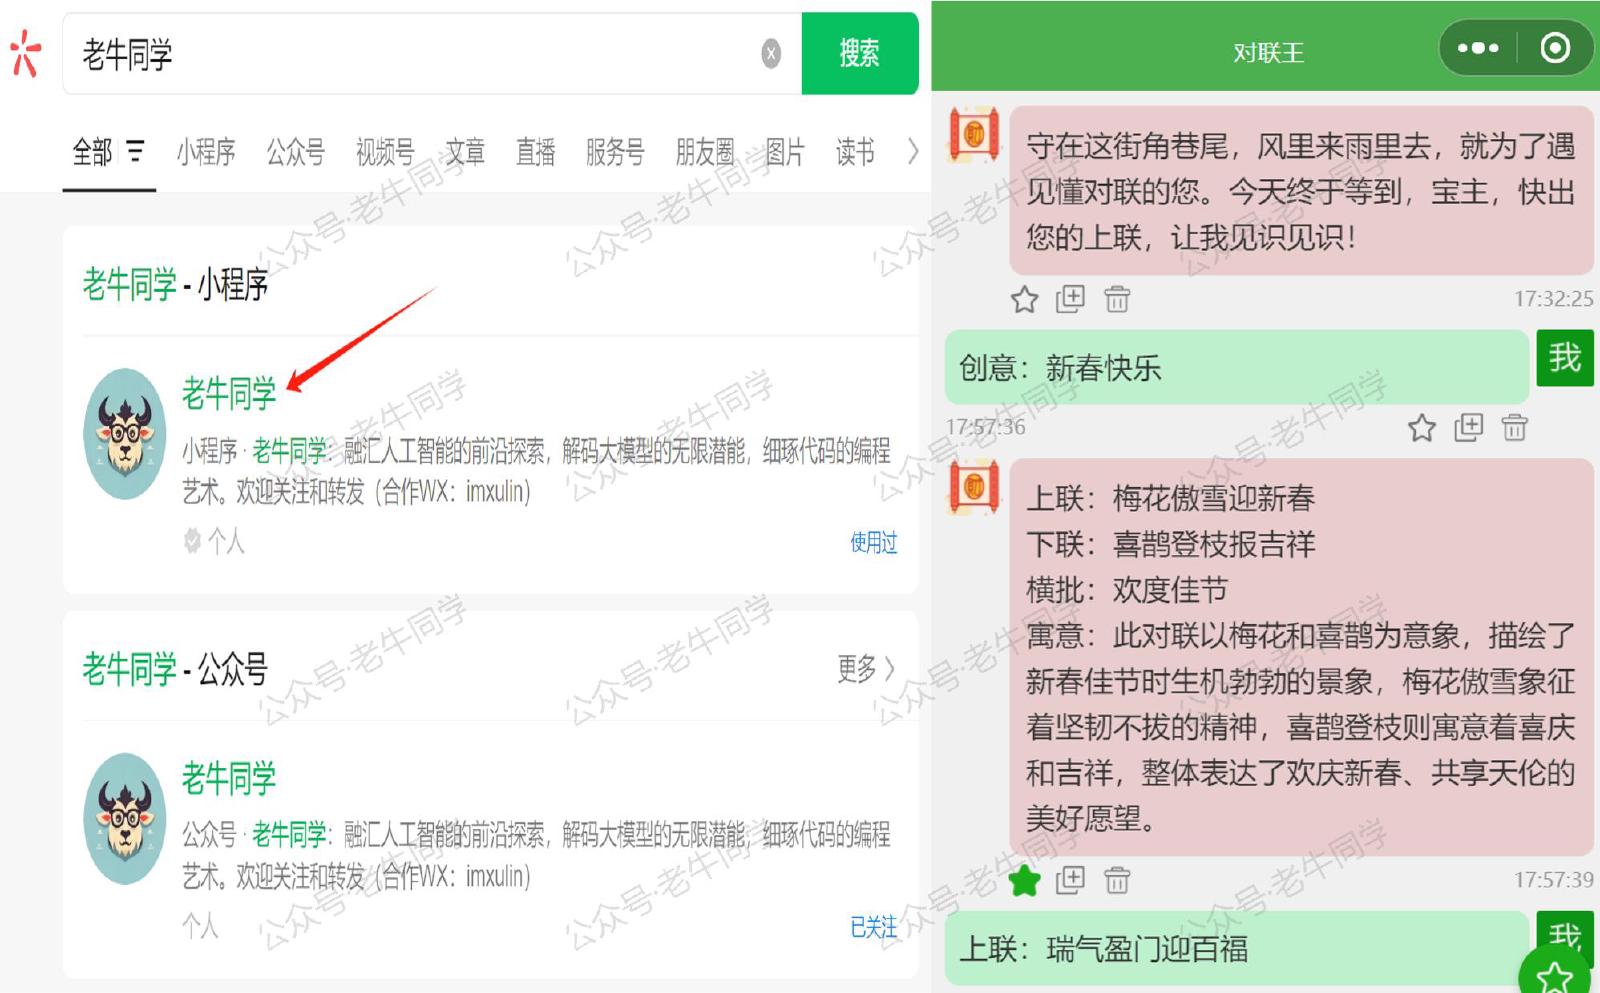 老牛同学
搜索
全部 小程序 公众号 视频号 文章 直播 服务号 朋友圈 图片 读书
老牛同学 - 小程序
老牛同学
小程序 · 老牛同学：融汇人工智能的前沿探索，解码大模型的无限潜能，细琢代码的编程
艺术。欢迎关注和转发（合作WX：imxulin）
个人
使用过
老牛同学 - 公众号
更多
老牛同学
公众号 · 老牛同学：融汇人工智能的前沿探索，解码大模型的无限潜能，细琢代码的编程
艺术。欢迎关注和转发（合作WX：imxulin）
个人
已关注
对联王
守在这街角巷尾，风里来雨里去，就为了遇
见懂对联的您。今天终于等到，宝主，快出
您的上联，让我见识见识！
17:32:25
创意：新春快乐
我
17:57:36
上联：梅花傲雪迎新春
下联：喜鹊登枝报吉祥
横批：欢度佳节
寓意：此对联以梅花和喜鹊为意象，描绘了
新春佳节时生机勃勃的景象，梅花傲雪象征
着坚韧不拔的精神，喜鹊登枝则寓意着喜庆
和吉祥，整体表达了欢庆新春、共享天伦的
美好愿望。
17:57:39
上联：瑞气盈门迎百福
我
公众号·老牛同学